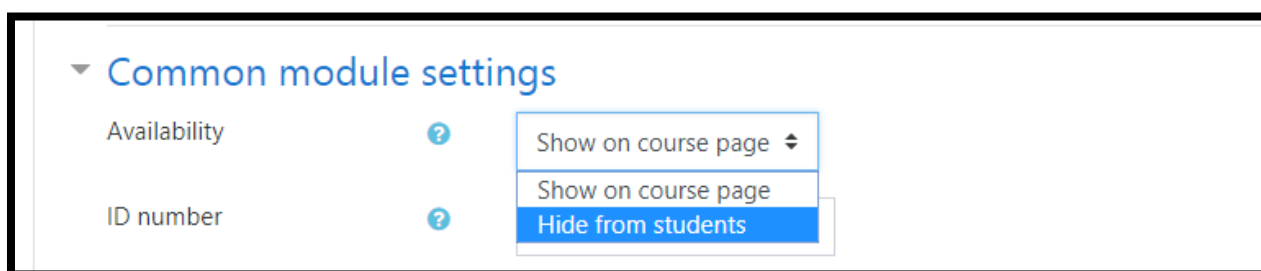 Common module settings
Availability
Show on course page
Show on course page
ID number
Hide from students